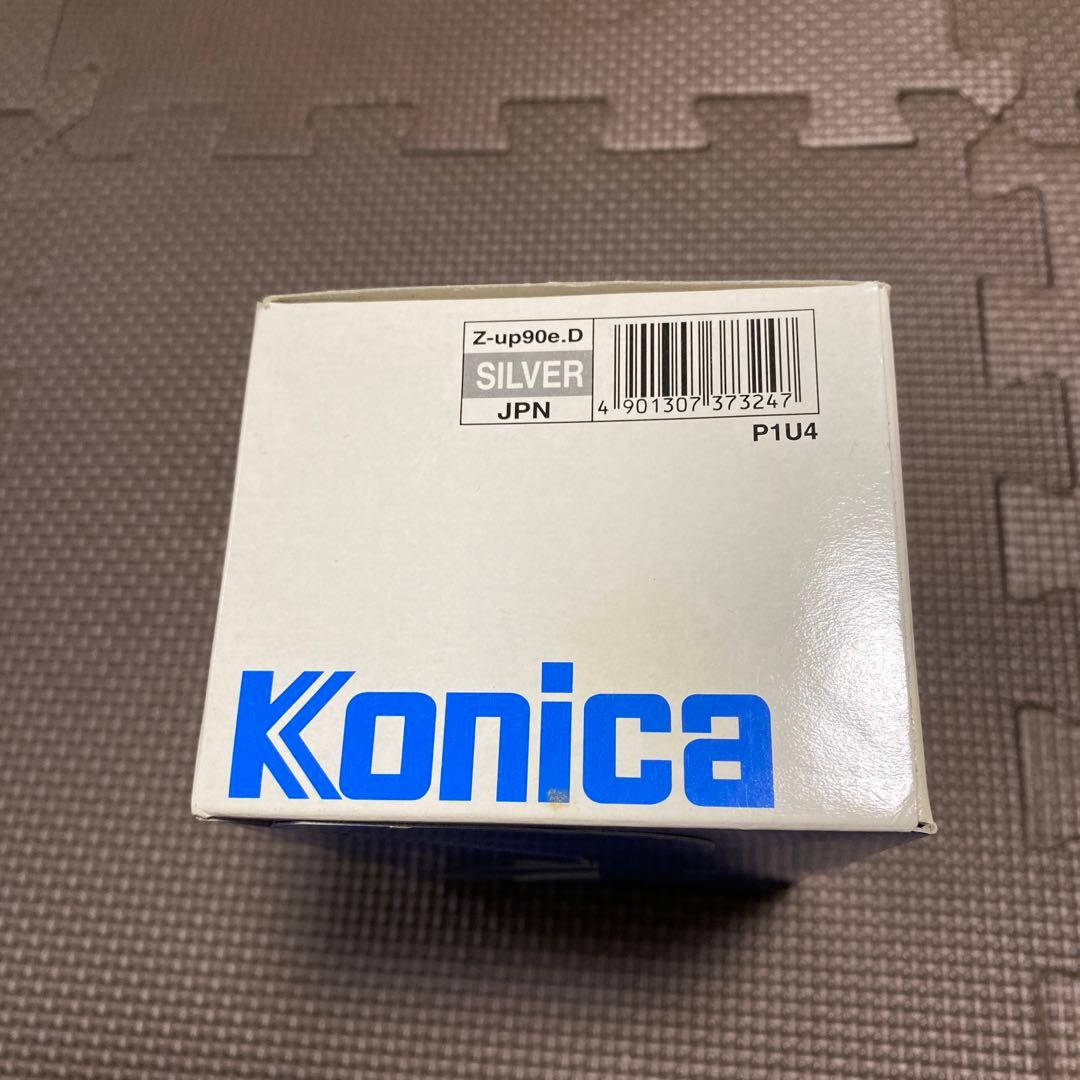 Z-up90e.D
SILVER
JPN
4 901307 373247
P1U4
Konica